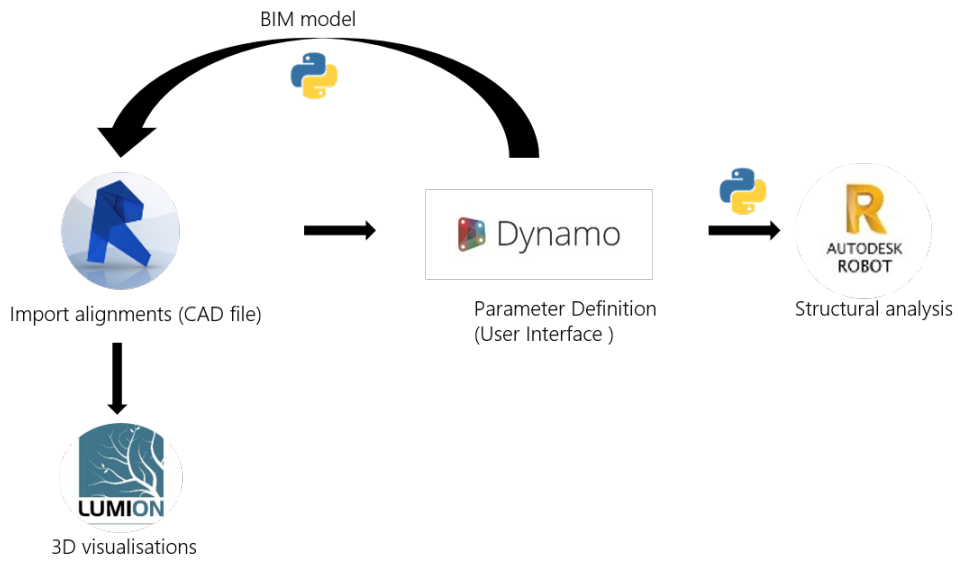 BIM model
Dynamo
R
AUTODESK
ROBOT
Import alignments (CAD file)
Parameter Definition
(User Interface )
Structural analysis
LUMION
3D visualisations